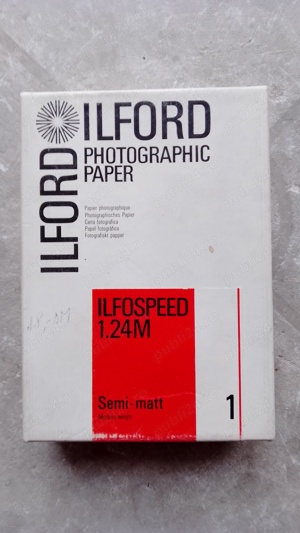 ILFORD
ILFORD
PHOTOGRAPHIC
PAPER
Papier photographique
Photographisches Papier
Carta fotografica
Papel fotográfico
Fotografiskt papper
ILFOSPEED
1.24M
Semi-matt
1